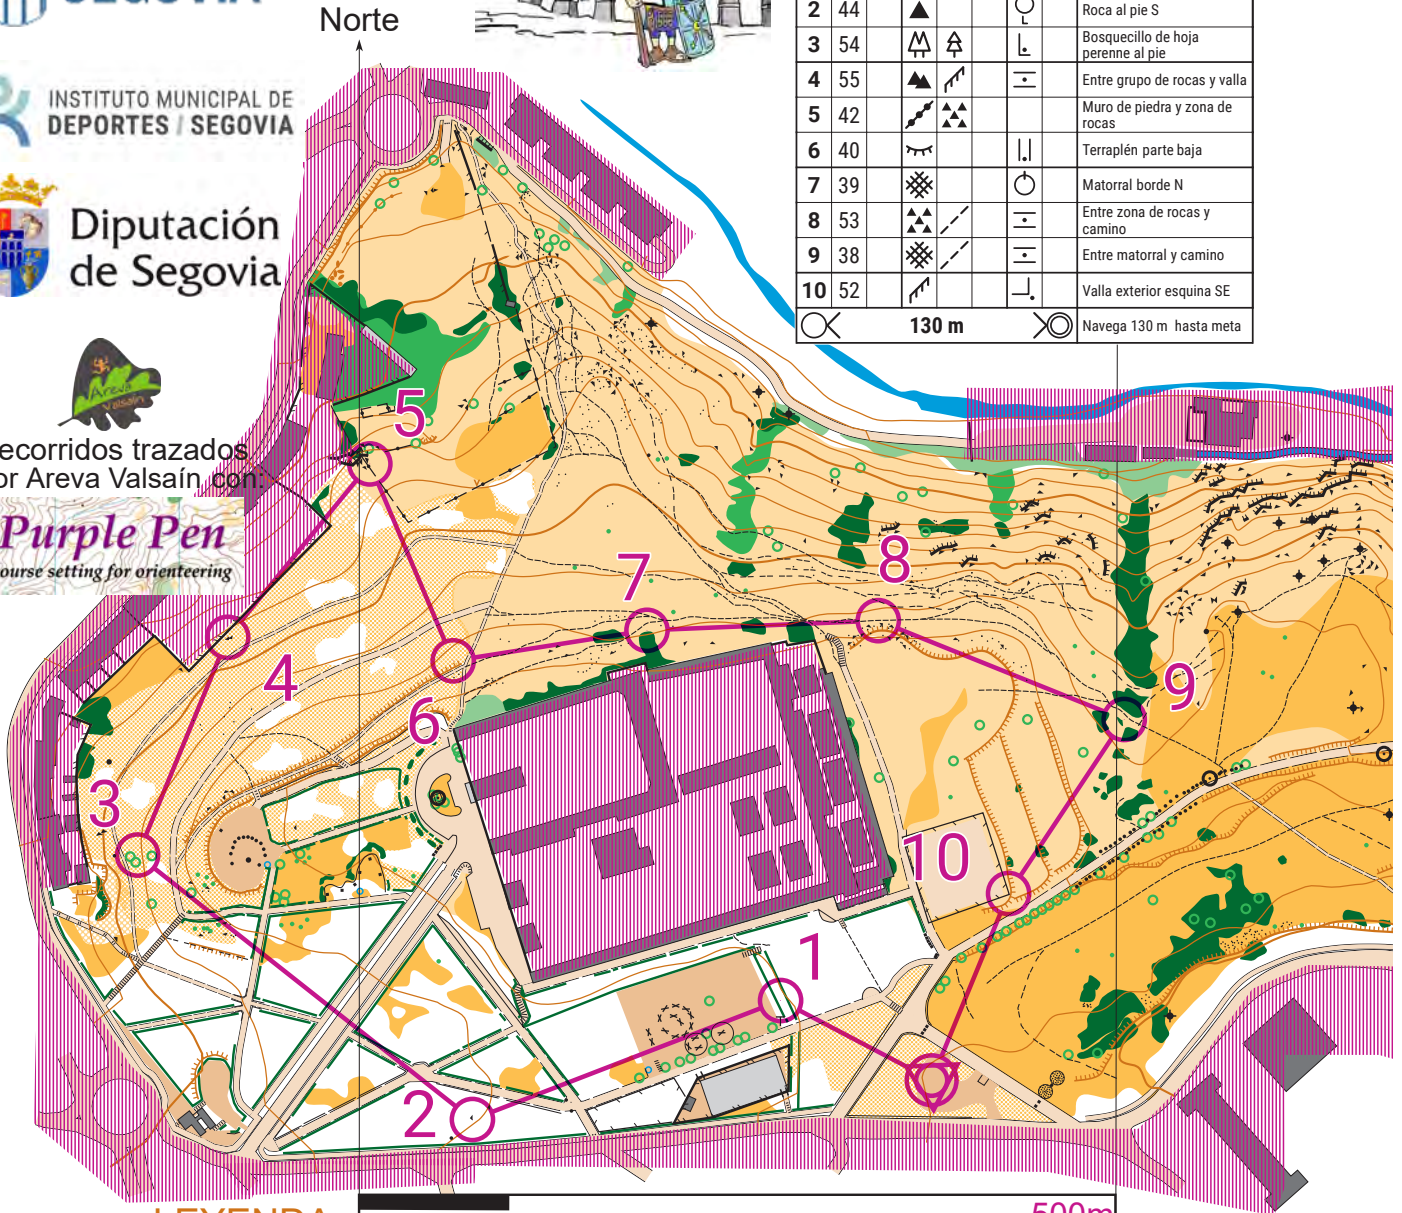 SEGOVIA
INSTITUTO MUNICIPAL DE
DEPORTES / SEGOVIA
Diputación
de Segovia
Areva
Valsaín
ecorridos trazados
or Areva Valsaín con:
Purple Pen
ourse setting for orienteering
Norte
2 44 Roca al pie S
3 54 Bosquecillo de hoja
perenne al pie
4 55 Entre grupo de rocas y valla
5 42 Muro de piedra y zona de
rocas
6 40 Terraplén parte baja
7 39 Matorral borde N
8 53 Entre zona de rocas y
camino
9 38 Entre matorral y camino
10 52 Valla exterior esquina SE
130 m Navega 130 m hasta meta
5
7
8
4
6
9
3
10
1
2
LEYENDA
500m